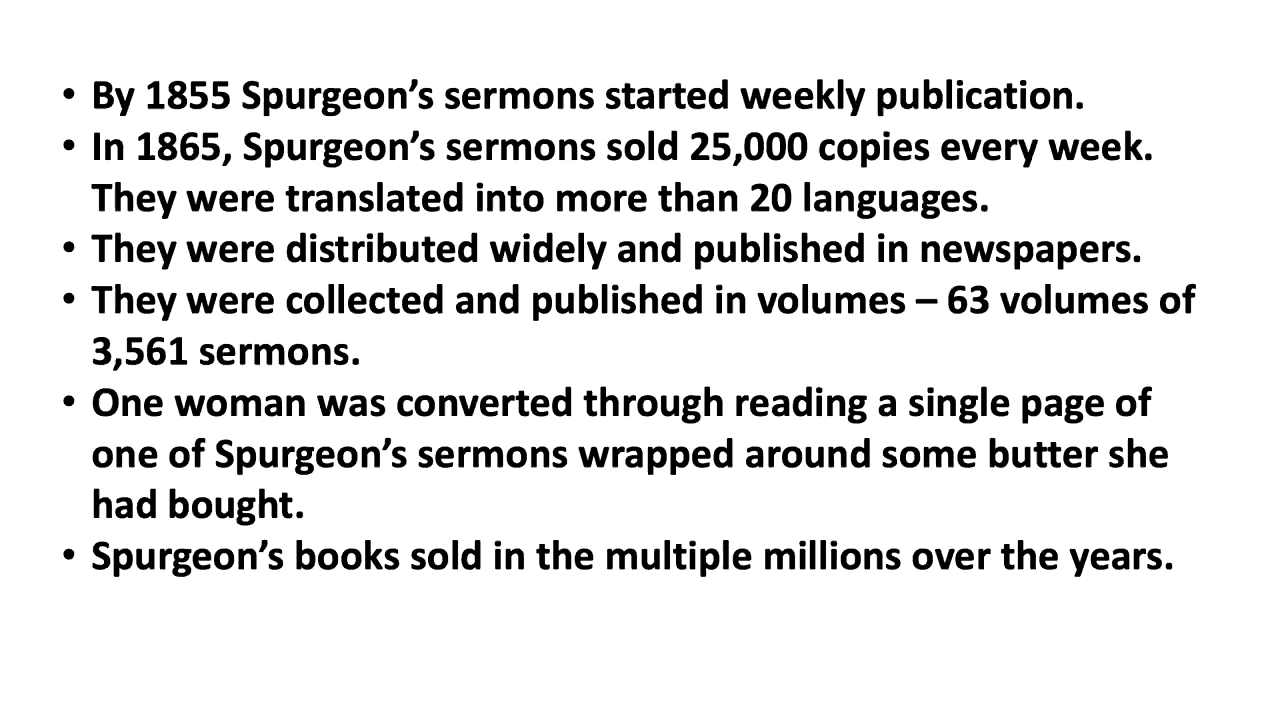 • By 1855 Spurgeon’s sermons started weekly publication.
• In 1865, Spurgeon’s sermons sold 25,000 copies every week.
They were translated into more than 20 languages.
• They were distributed widely and published in newspapers.
• They were collected and published in volumes – 63 volumes of
3,561 sermons.
• One woman was converted through reading a single page of
one of Spurgeon’s sermons wrapped around some butter she
had bought.
• Spurgeon’s books sold in the multiple millions over the years.